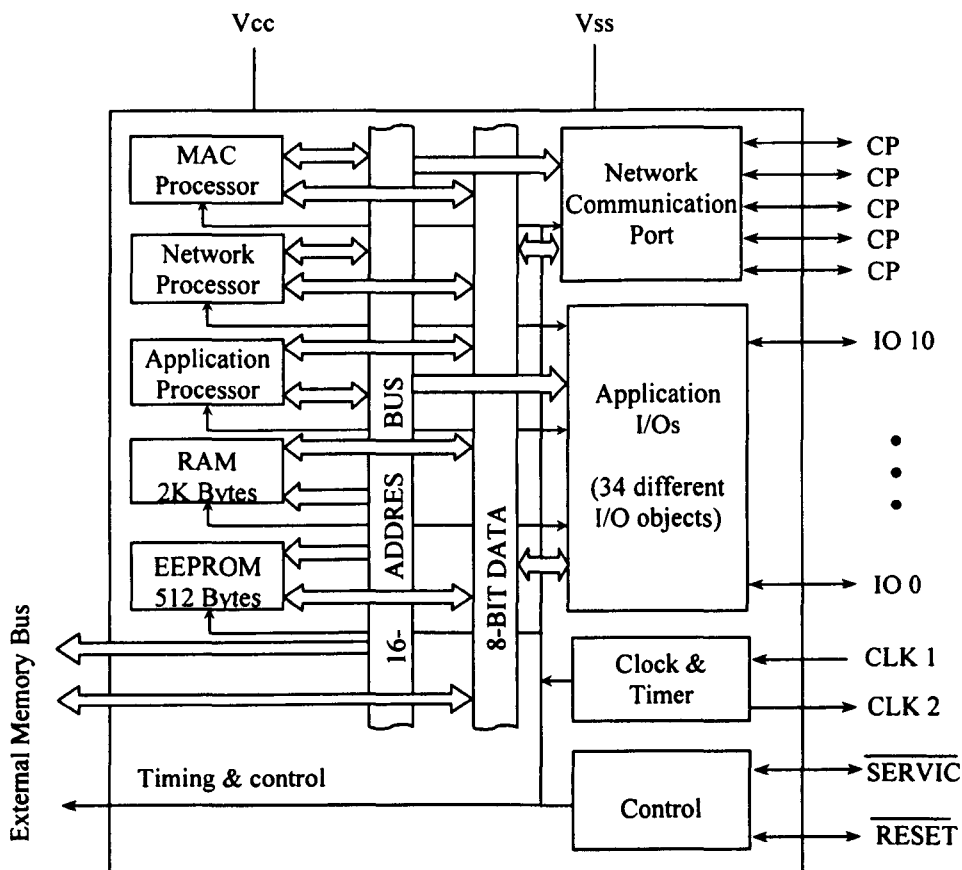 Vcc
Vss
MAC
Processor
Network
Processor
Application
Processor
RAM
2K Bytes
EEPROM
512 Bytes
16- ADDRES BUS
8-BIT DATA
Network
Communication
Port
CP
CP
CP
CP
CP
Application
I/Os
(34 different
I/O objects)
IO 10
IO 0
Clock &
Timer
CLK 1
CLK 2
Control
SERVIC
RESET
Timing & control
External Memory Bus